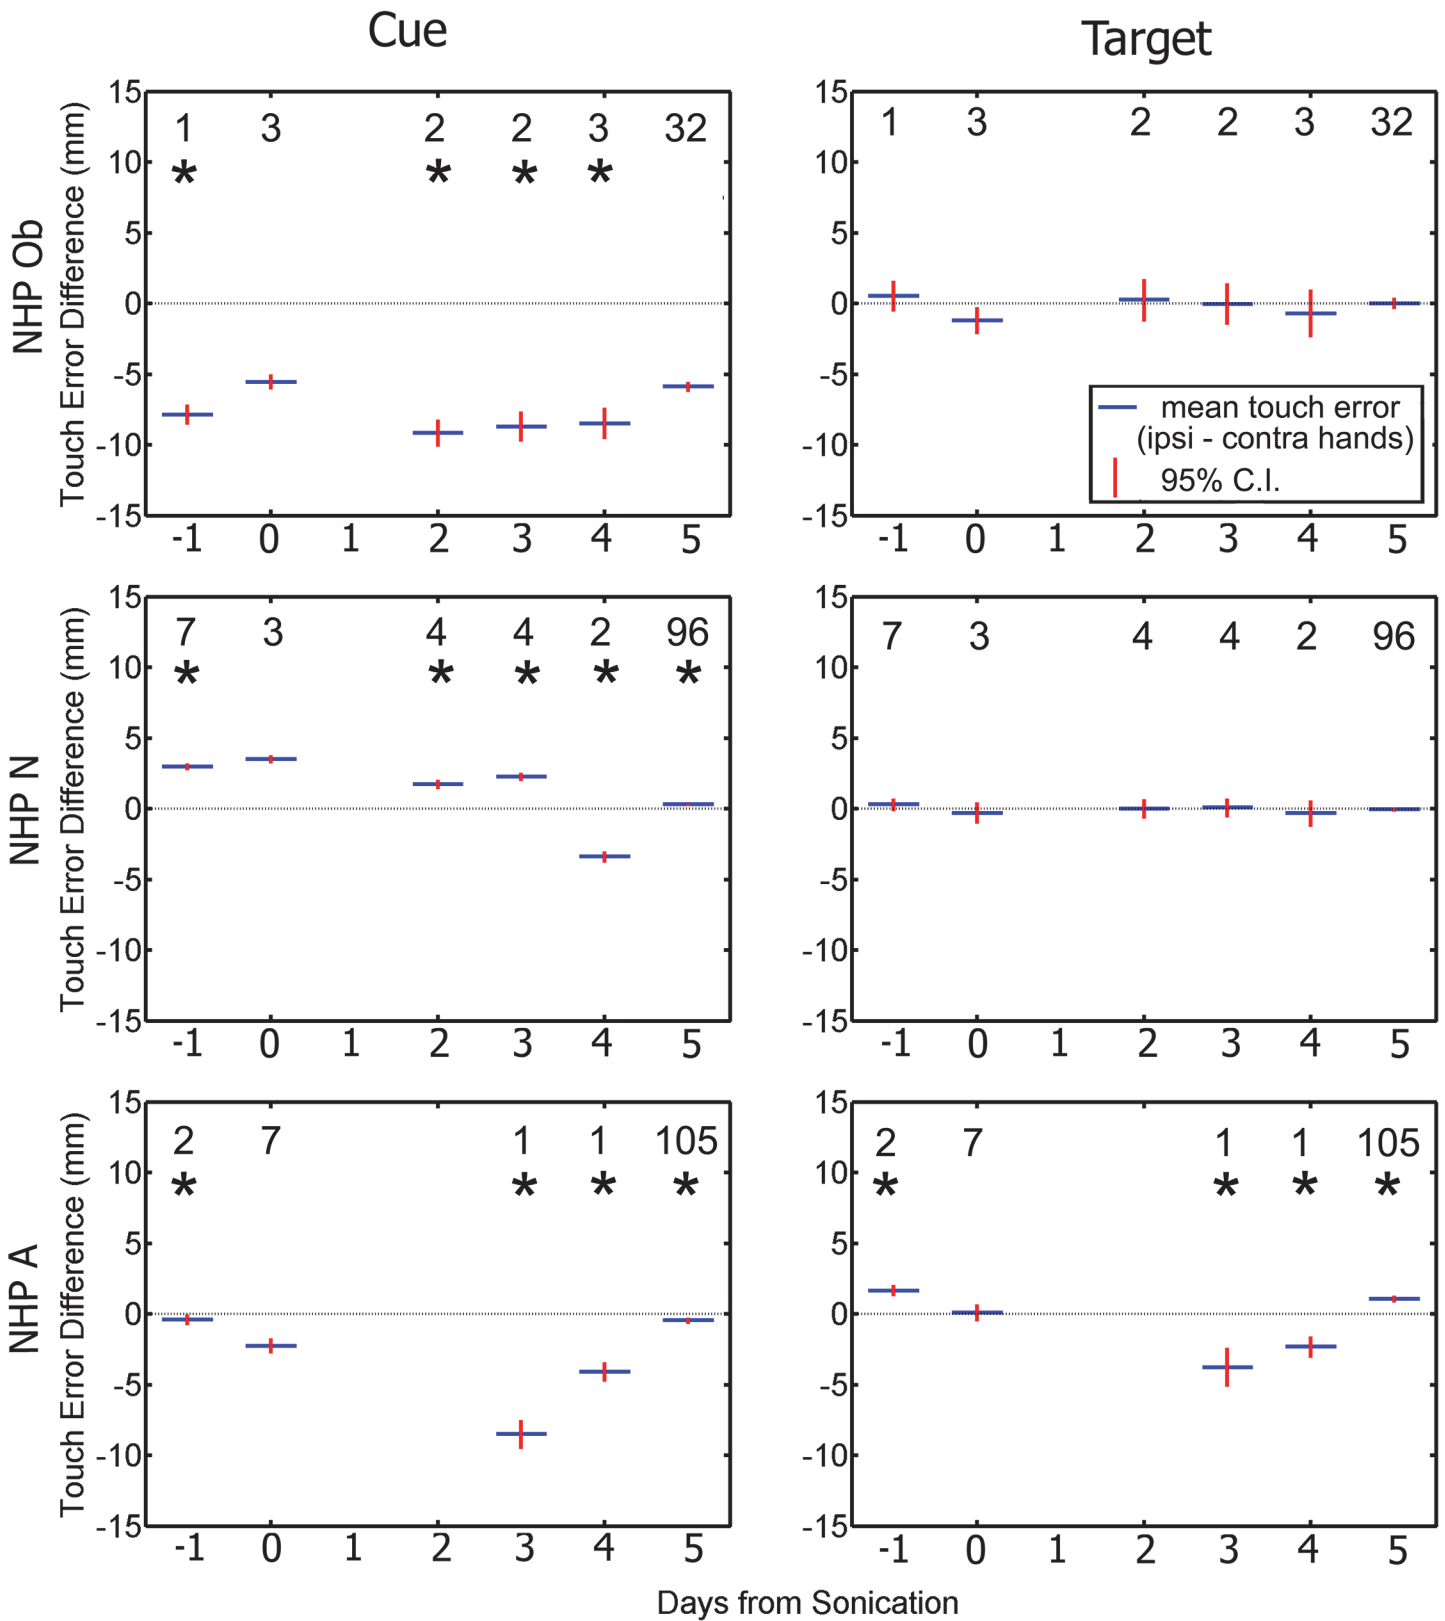 Cue
Target
NHP Ob
Touch Error Difference (mm)
15
10
5
0
-5
-10
-15
1 3 2 2 3 32
* * * *
-1 0 1 2 3 4 5
15
10
5
0
-5
-10
-15
1 3 2 2 3 32
mean touch error
(ipsi - contra hands)
95% C.I.
-1 0 1 2 3 4 5
NHP N
Touch Error Difference (mm)
15
10
5
0
-5
-10
-15
7 3 4 4 2 96
* * * * *
-1 0 1 2 3 4 5
15
10
5
0
-5
-10
-15
7 3 4 4 2 96
-1 0 1 2 3 4 5
NHP A
Touch Error Difference (mm)
15
10
5
0
-5
-10
-15
2 7 1 1 105
* * * *
-1 0 1 2 3 4 5
15
10
5
0
-5
-10
-15
2 7 1 1 105
* * * *
-1 0 1 2 3 4 5
Days from Sonication